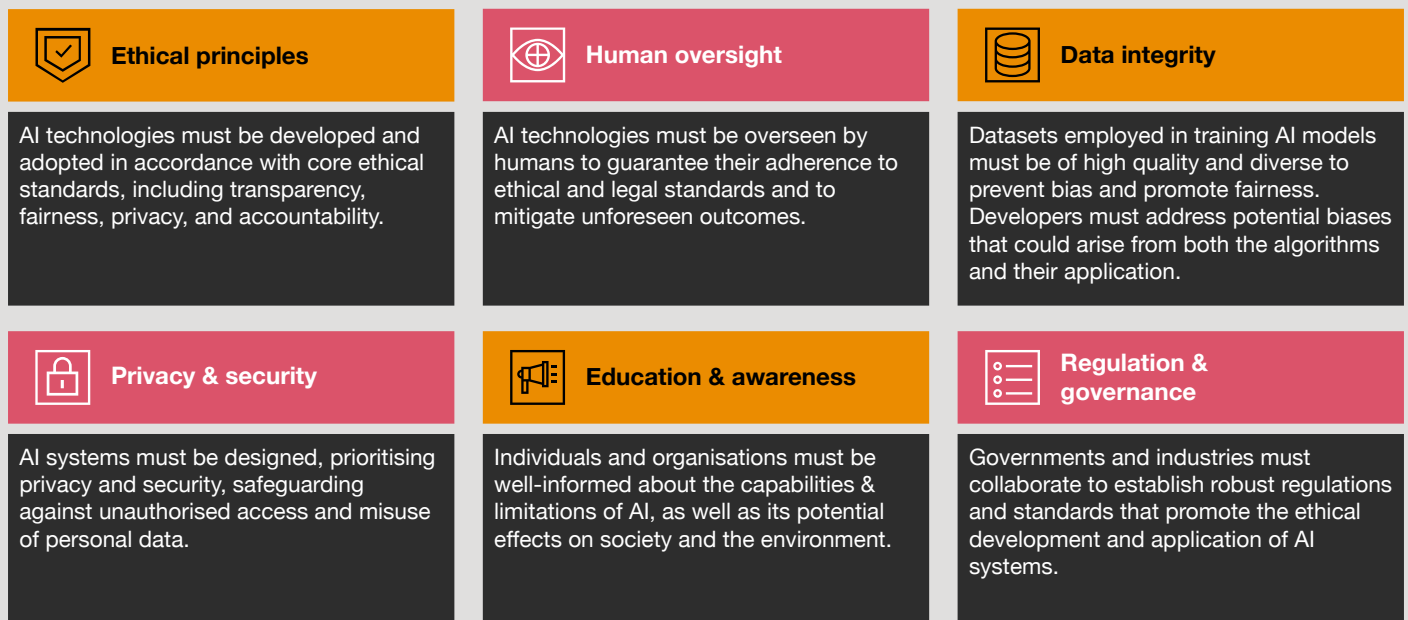 Ethical principles
AI technologies must be developed and
adopted in accordance with core ethical
standards, including transparency,
fairness, privacy, and accountability.
Human oversight
AI technologies must be overseen by
humans to guarantee their adherence to
ethical and legal standards and to
mitigate unforeseen outcomes.
Data integrity
Datasets employed in training AI models
must be of high quality and diverse to
prevent bias and promote fairness.
Developers must address potential biases
that could arise from both the algorithms
and their application.
Privacy & security
AI systems must be designed, prioritising
privacy and security, safeguarding
against unauthorised access and misuse
of personal data.
Education & awareness
Individuals and organisations must be
well-informed about the capabilities &
limitations of AI, as well as its potential
effects on society and the environment.
Regulation &
governance
Governments and industries must
collaborate to establish robust regulations
and standards that promote the ethical
development and application of AI
systems.